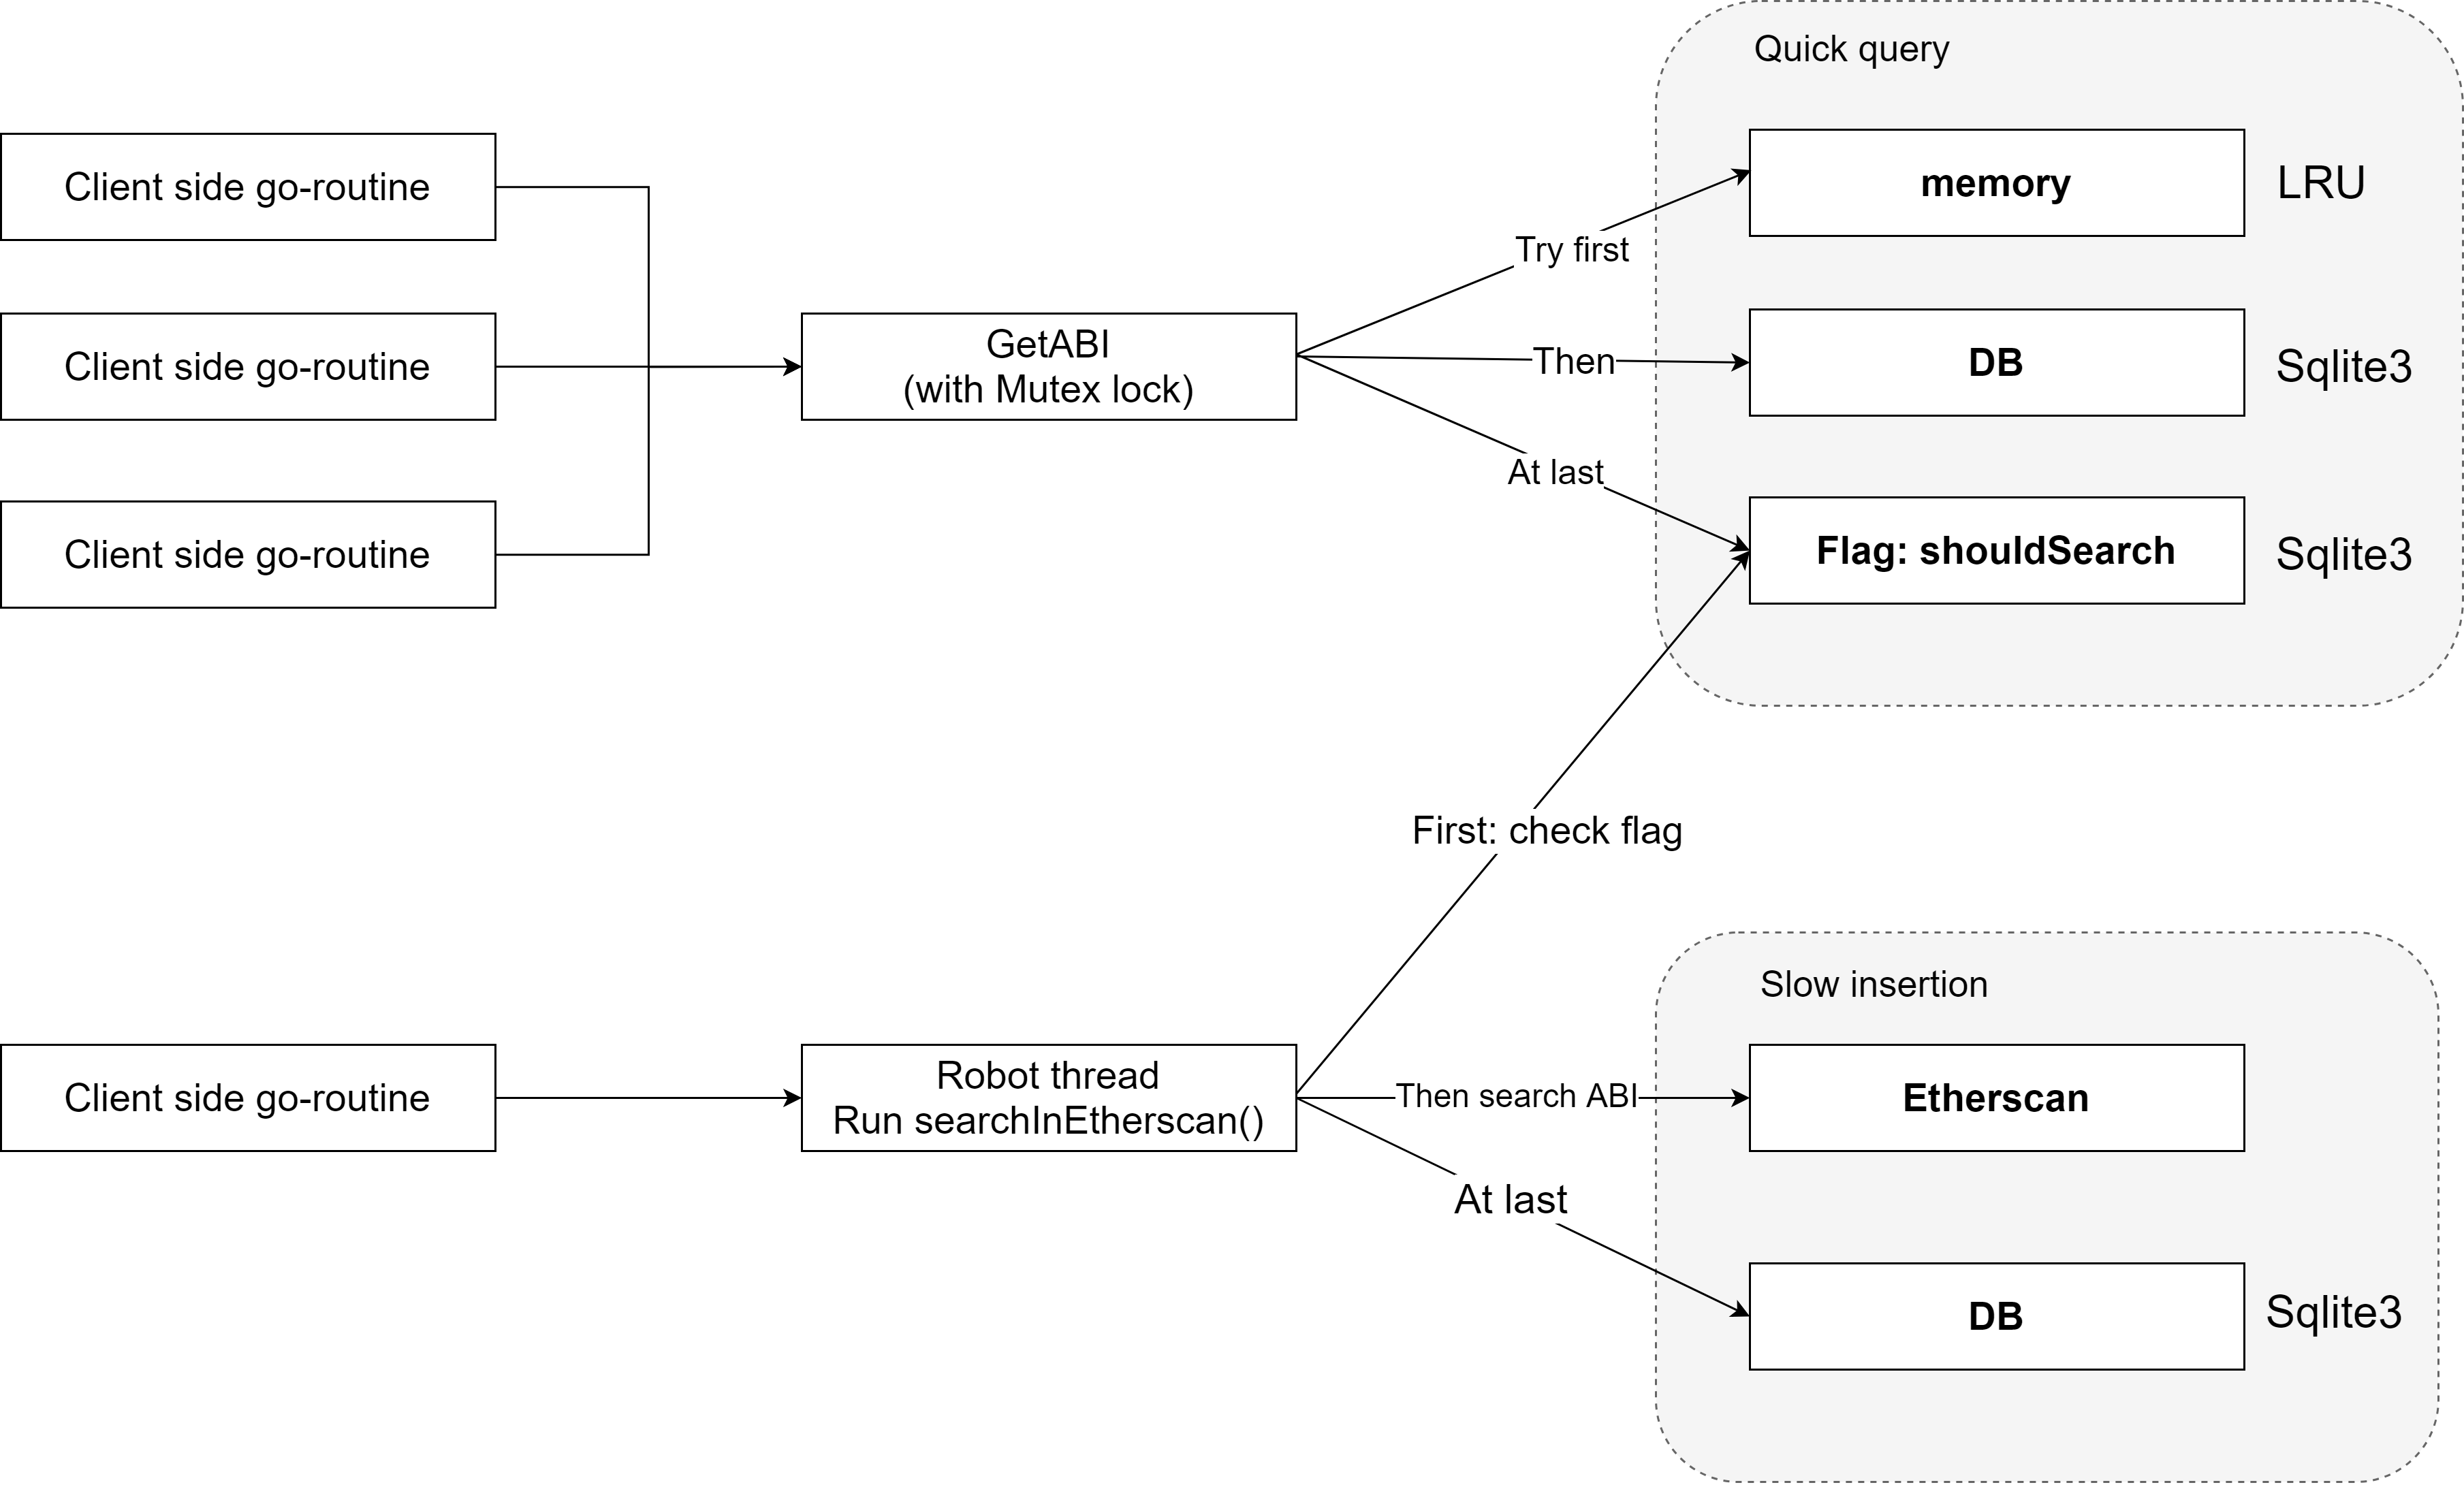 Quick query
Client side go-routine
memory
LRU
Try first
Client side go-routine
GetABI
(with Mutex lock)
Then
DB
Sqlite3
At last
Client side go-routine
Flag: shouldSearch
Sqlite3
First: check flag
Slow insertion
Client side go-routine
Robot thread
Run searchInEtherscan()
Then search ABI
Etherscan
At last
DB
Sqlite3